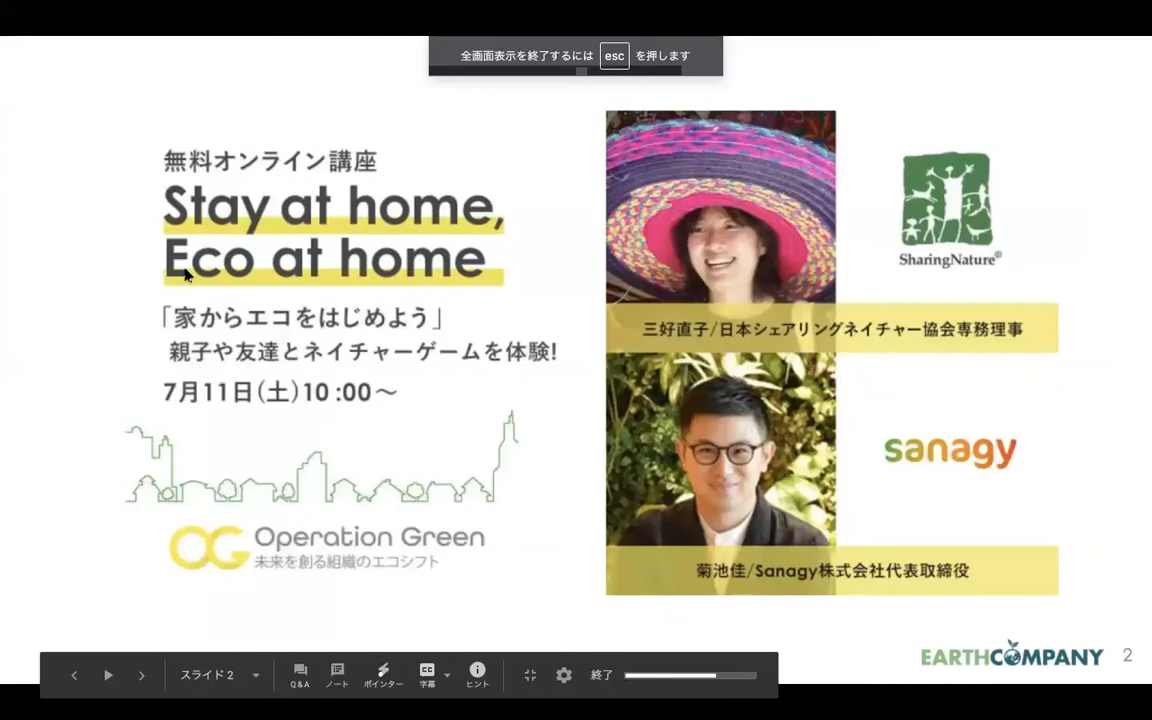 全画面表示を終了するには esc を押します
無料オンライン講座
Stay at home,
Eco at home
「家からエコをはじめよう」
親子や友達とネイチャーゲームを体験!
7月11日(土)10:00～
OG Operation Green
未来を創る組織のエコシフト
SharingNature®
三好直子/日本シェアリングネイチャー協会専務理事
sanagy
菊池佳/Sanagy株式会社代表取締役
EARTHCOMPANY 2
スライド 2
Q&A
ノート
ポインター
CC
字幕
ヒント
終了